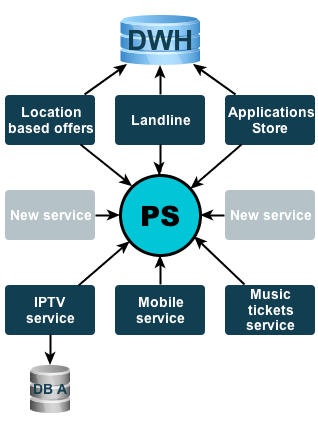 DWH
Location
based offers
Landline
Applications
Store
New service
PS
New service
IPTV
service
Mobile
service
Music
tickets
service
DB A